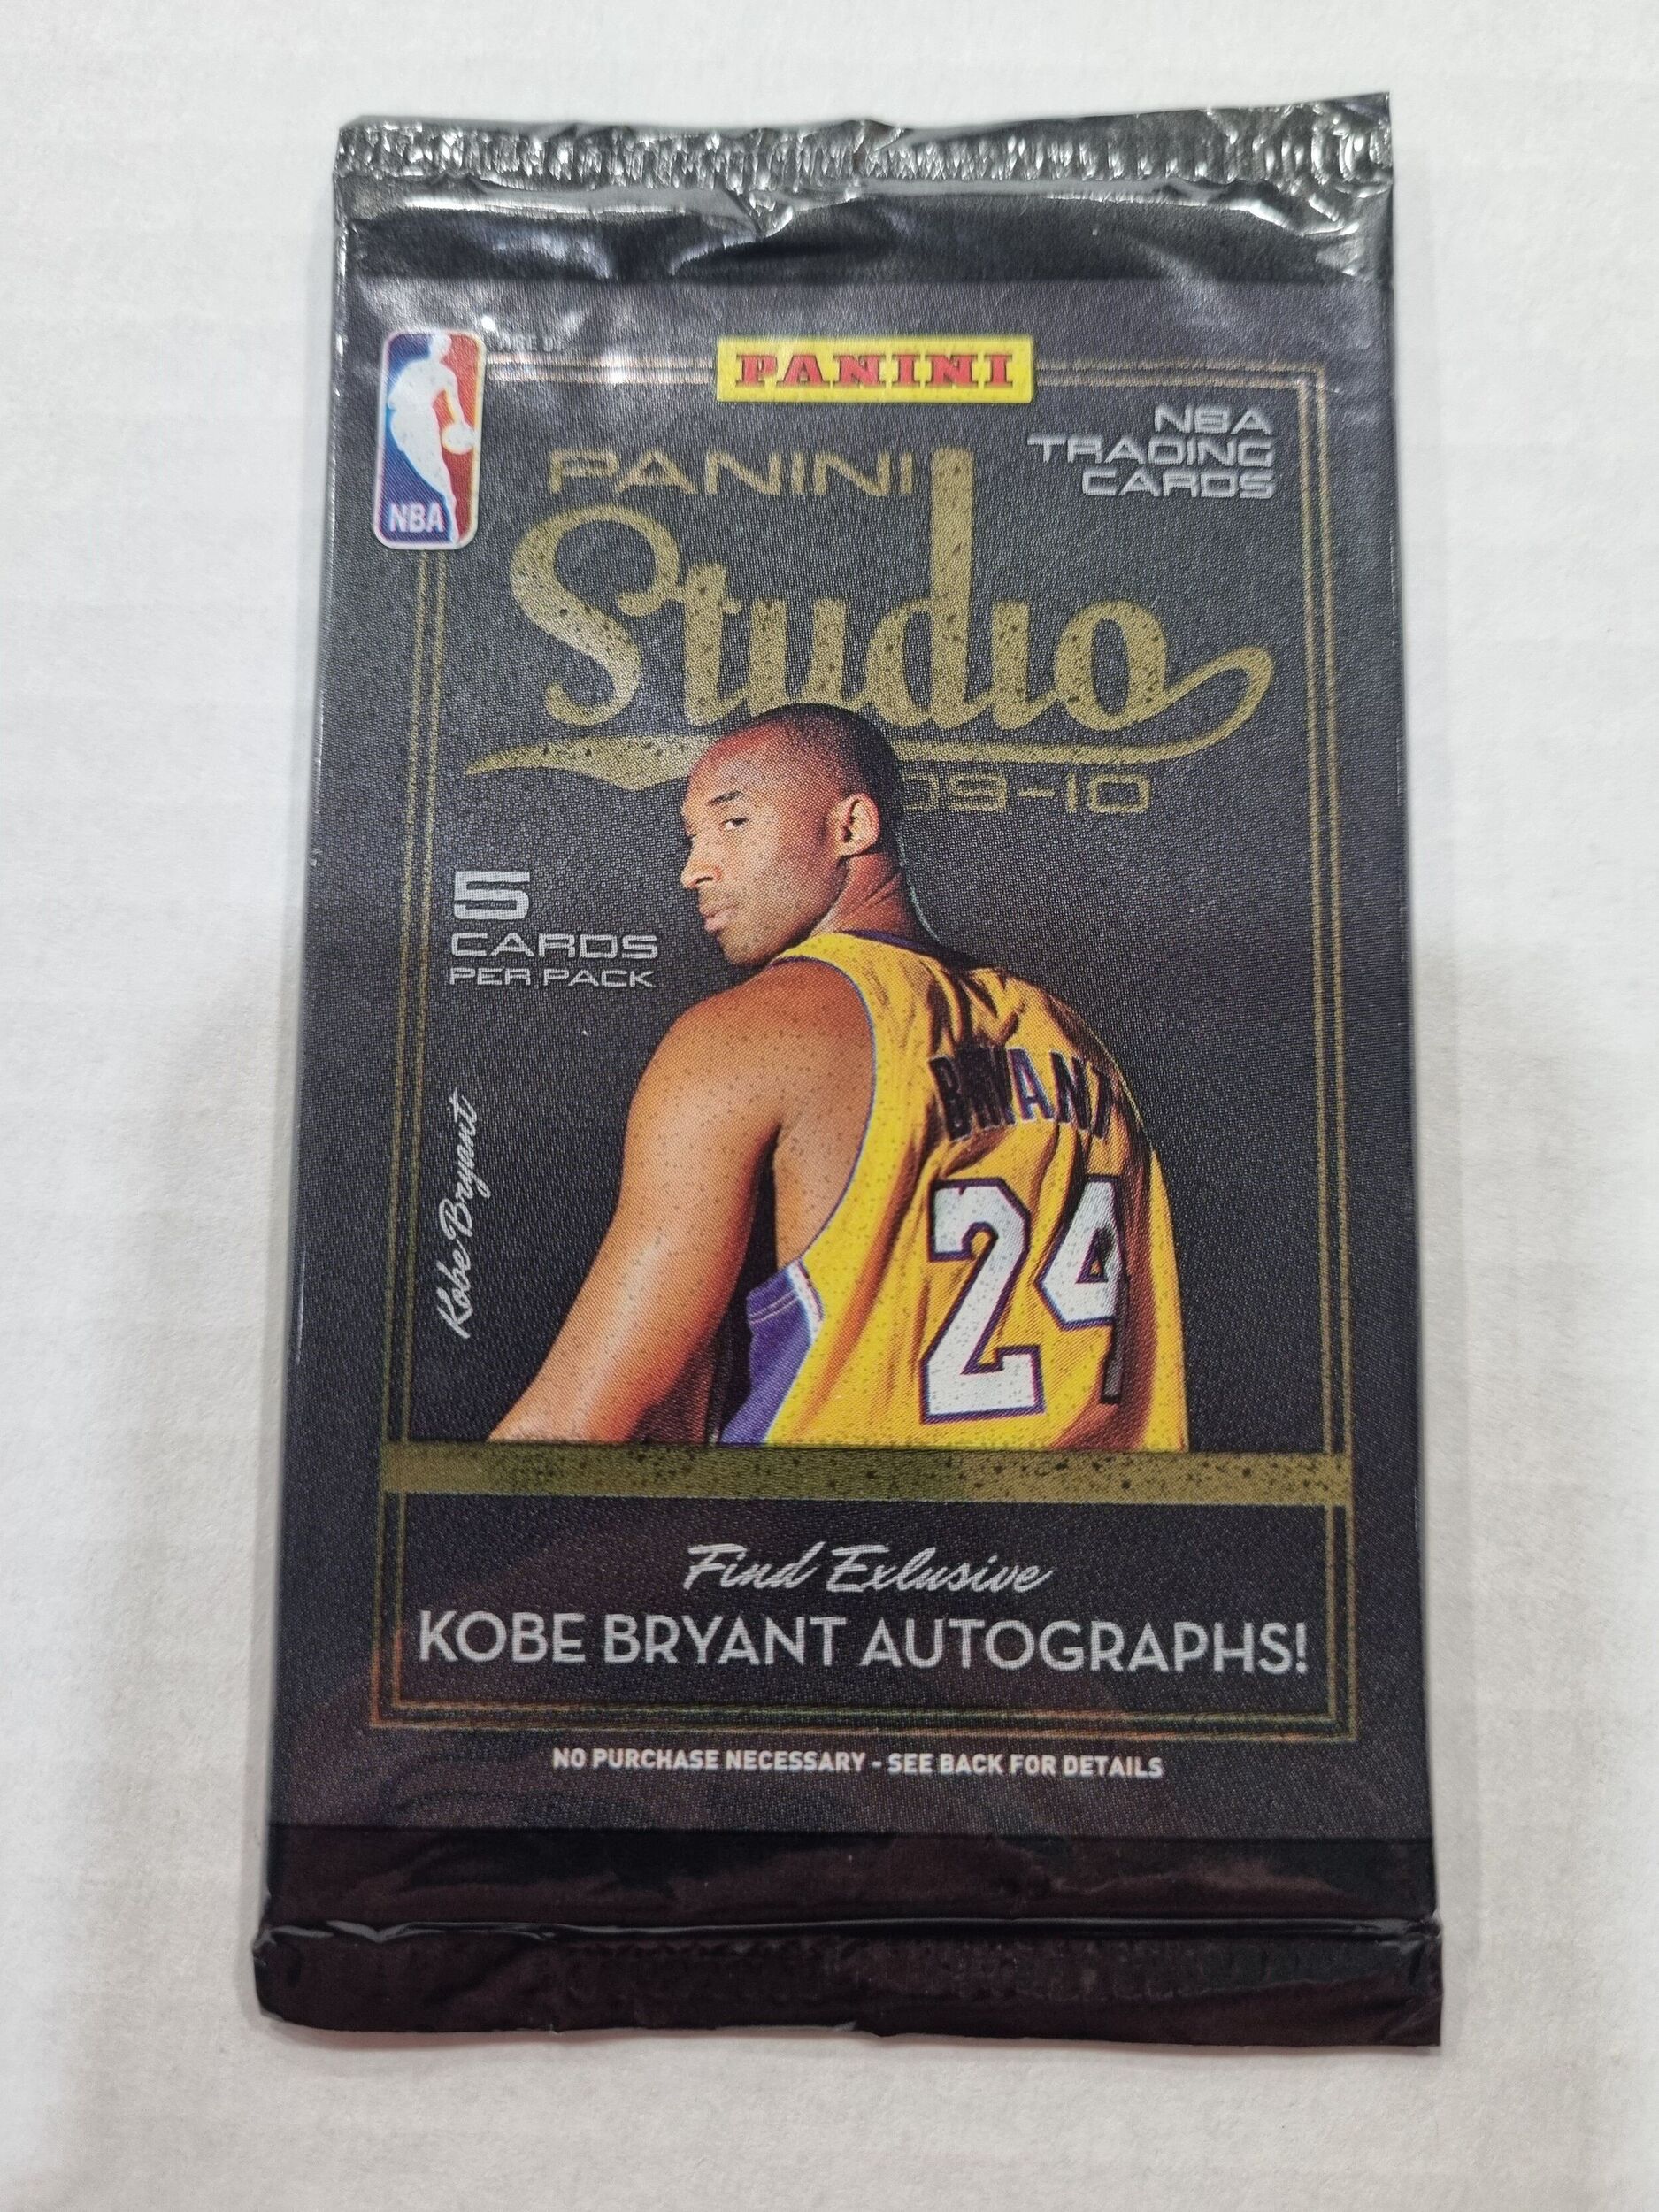 PANINI
NBA
TRADING
CARDS
NBA
PANINI
Studio
09-10
5
CARDS
PER PACK
Kobe Bryant
BRYANT
24
Find Exlusive
KOBE BRYANT AUTOGRAPHS!
NO PURCHASE NECESSARY - SEE BACK FOR DETAILS